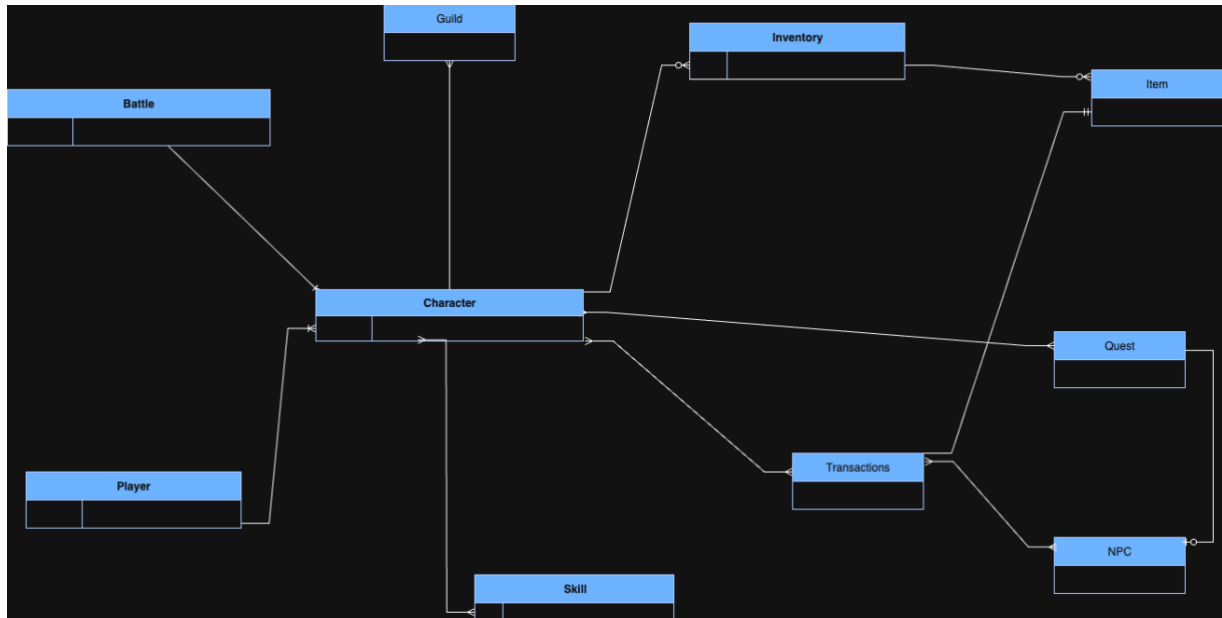 Guild
Inventory
Item
Battle
Character
Quest
Transactions
Player
NPC
Skill